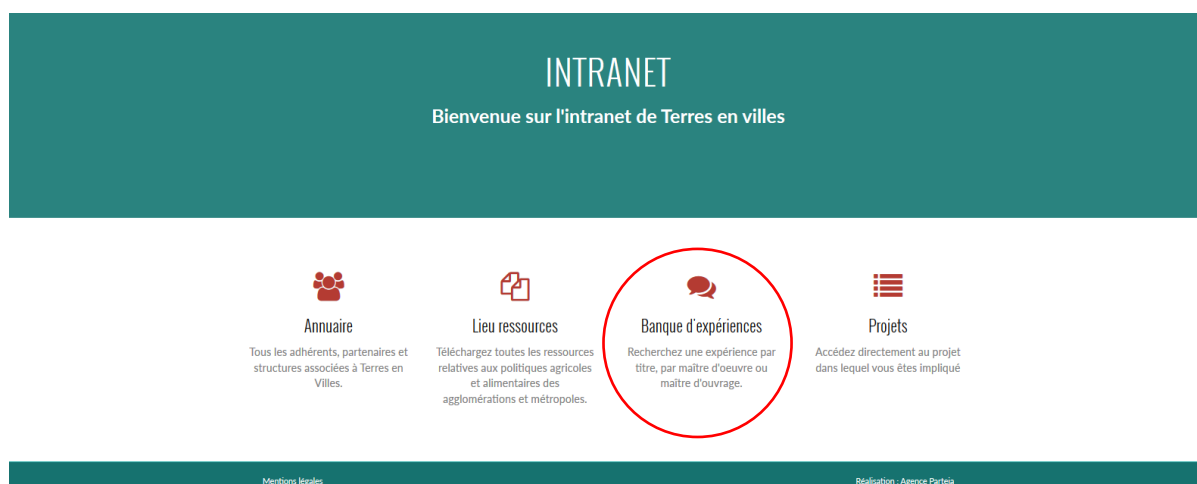 INTRANET
Bienvenue sur l'intranet de Terres en villes
Annuaire
Tous les adhérents, partenaires et
structures associées à Terres en
Villes.
Lieu ressources
Téléchargez toutes les ressources
relatives aux politiques agricoles
et alimentaires des
agglomérations et métropoles.
Banque d'expériences
Recherchez une expérience par
titre, par maître d'oeuvre ou
maître d'ouvrage.
Projets
Accédez directement au projet
dans lequel vous êtes impliqué
Mentions légales
Réalisation : Agence Parteja